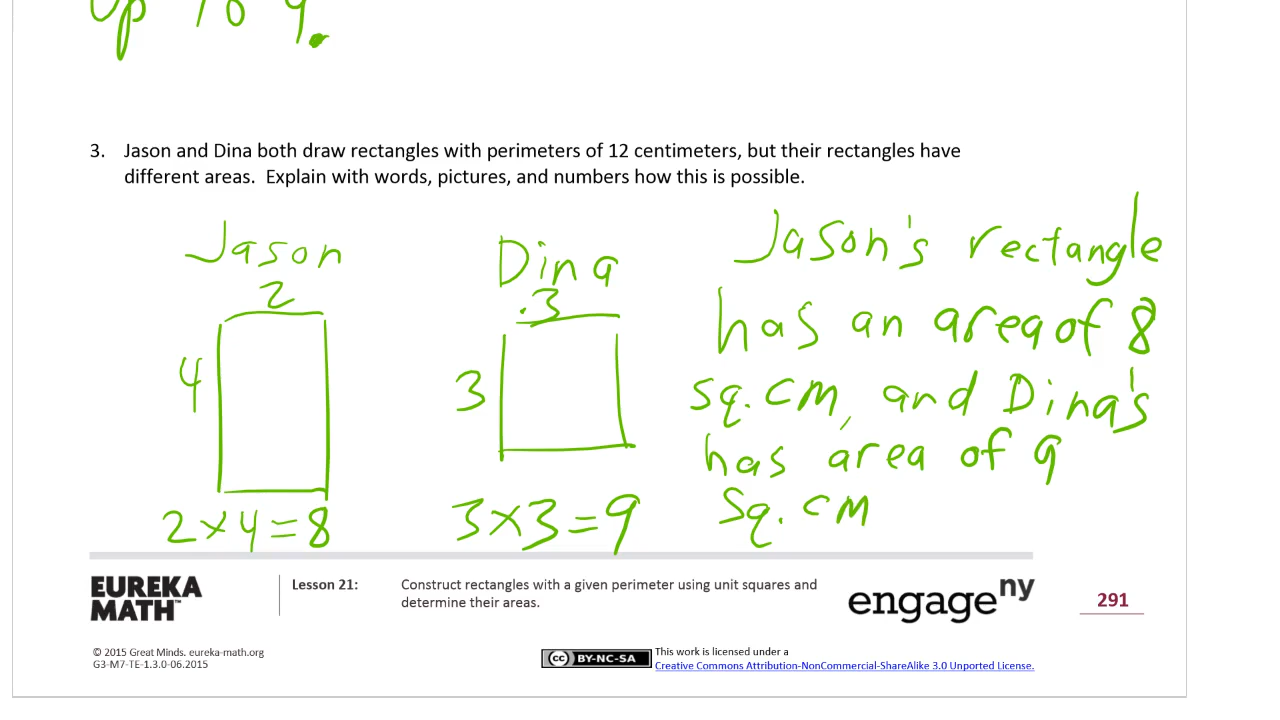 up to 9.
3. Jason and Dina both draw rectangles with perimeters of 12 centimeters, but their rectangles have
different areas. Explain with words, pictures, and numbers how this is possible.
Jason
2
4
2 × 4 = 8
Dina
3
3
3 × 3 = 9
Jason's rectangle
has an area of 8
sq. cm, and Dina's
has area of 9
sq. cm
EUREKA
MATH™
Lesson 21:
Construct rectangles with a given perimeter using unit squares and
determine their areas.
engage ny
291
© 2015 Great Minds. eureka-math.org
G3-M7-TE-1.3.0-06.2015
cc BY-NC-SA
This work is licensed under a
Creative Commons Attribution-NonCommercial-ShareAlike 3.0 Unported License.